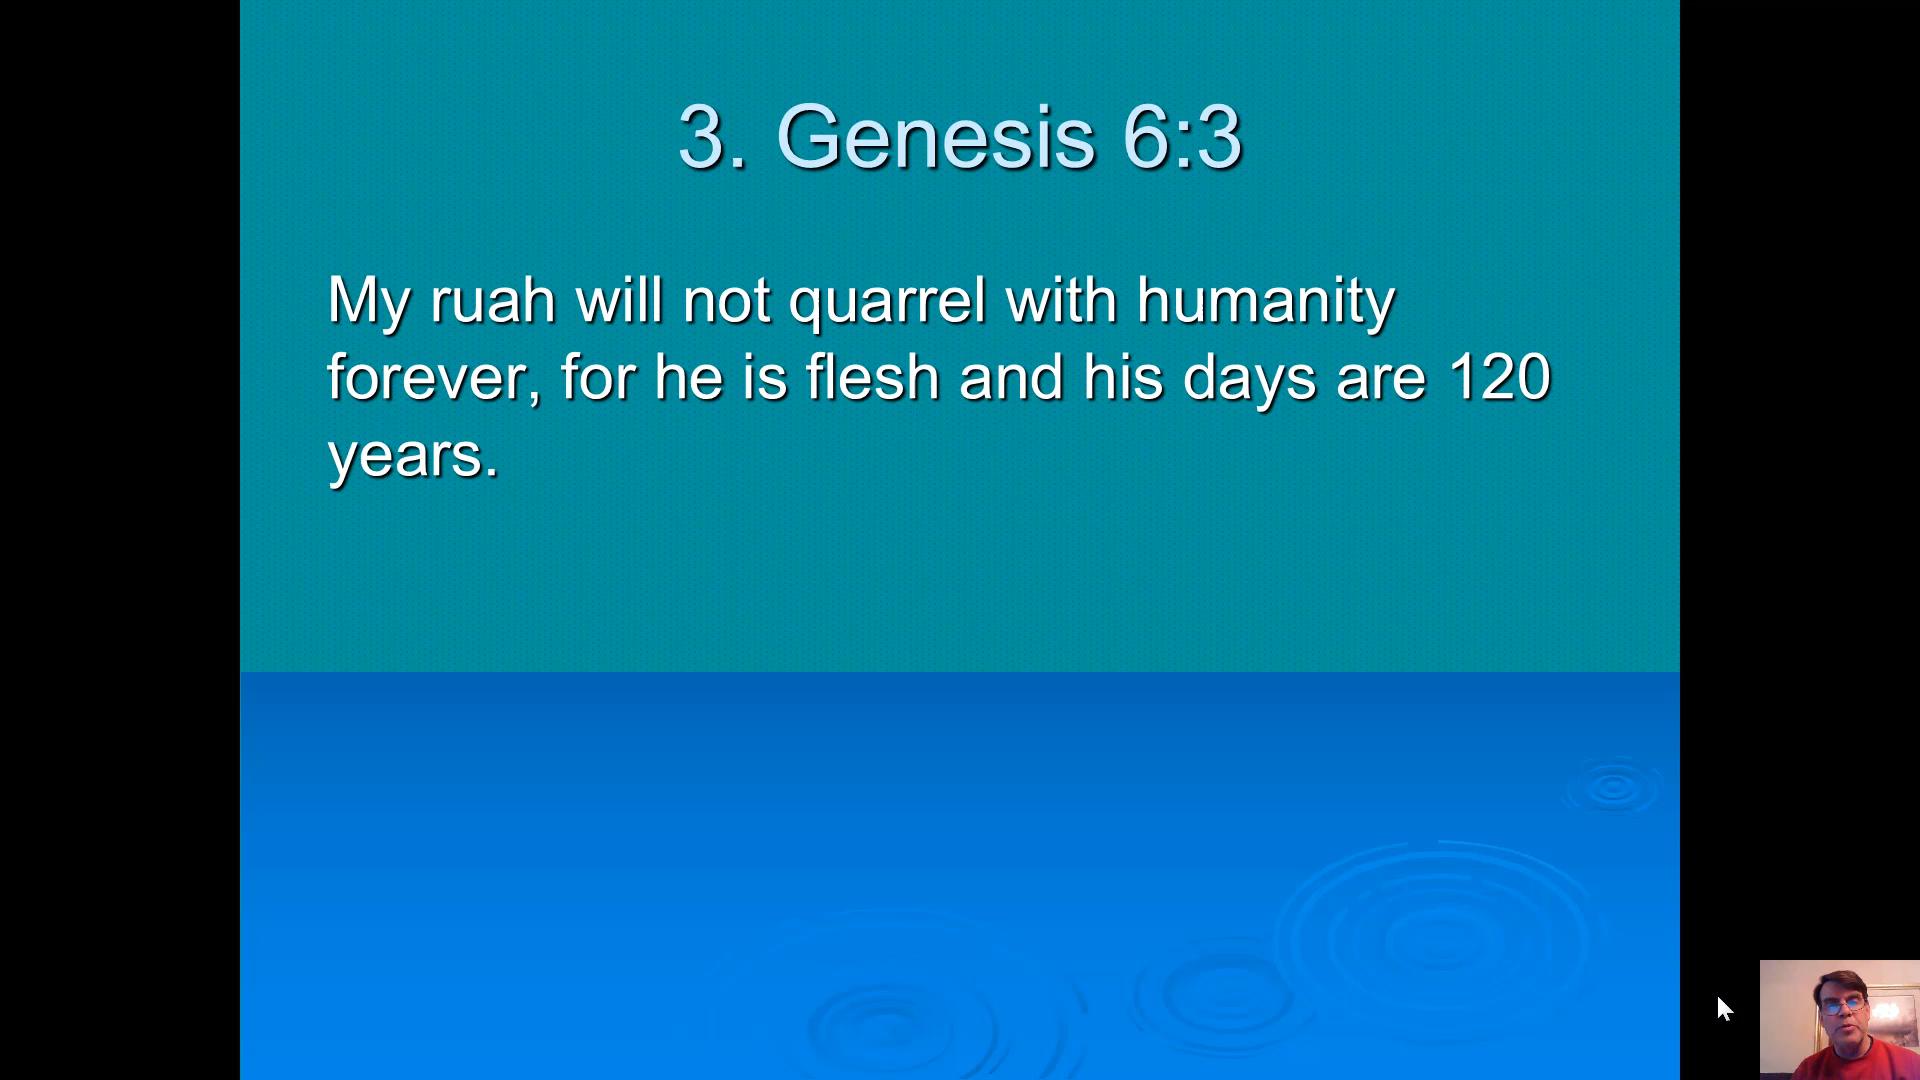 3. Genesis 6:3
My ruah will not quarrel with humanity
forever, for he is flesh and his days are 120
years.